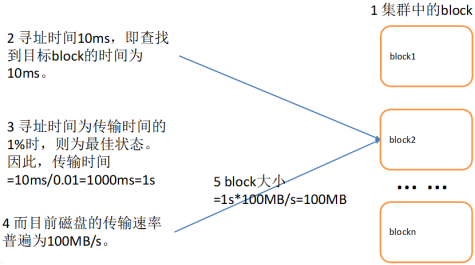 1 集群中的block
2 寻址时间10ms，即查找
到目标block的时间为
10ms。
block1
3 寻址时间为传输时间的
1%时，则为最佳状态。
因此，传输时间
=10ms/0.01=1000ms=1s
block2
5 block大小
=1s*100MB/s=100MB
... ...
4 而目前磁盘的传输速率
普遍为100MB/s。
blockn